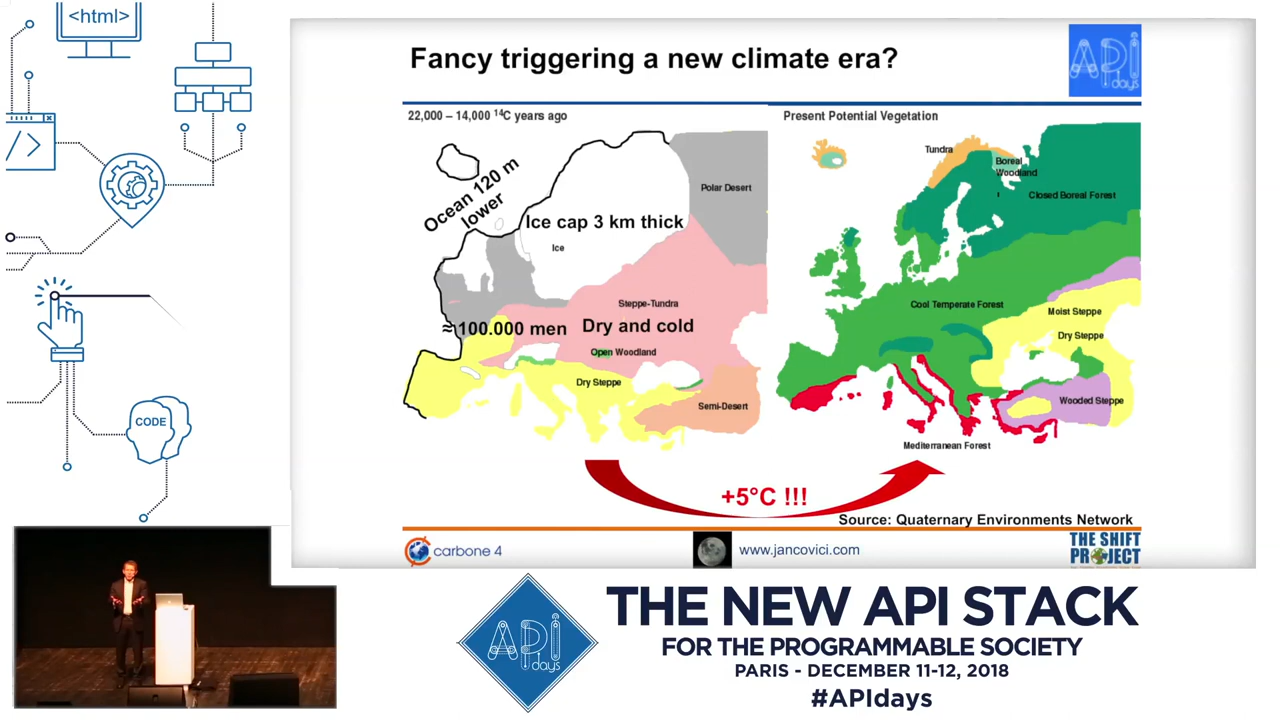 <html>
/>
CODE
Fancy triggering a new climate era?
API
days
22,000 – 14,000 ¹⁴C years ago
Ocean 120 m
lower
Polar Desert
Ice cap 3 km thick
Ice
Steppe-Tundra
≈100.000 men
Dry and cold
Open Woodland
Dry Steppe
Semi-Desert
Present Potential Vegetation
Tundra
Boreal
Woodland
Closed Boreal Forest
Cool Temperate Forest
Moist Steppe
Dry Steppe
Wooded Steppe
Mediterranean Forest
+5°C !!!
Source: Quaternary Environments Network
carbone 4
www.jancovici.com
THE SHIFT
PROJECT
API
days
THE NEW API STACK
FOR THE PROGRAMMABLE SOCIETY
PARIS - DECEMBER 11-12, 2018
#APIdays